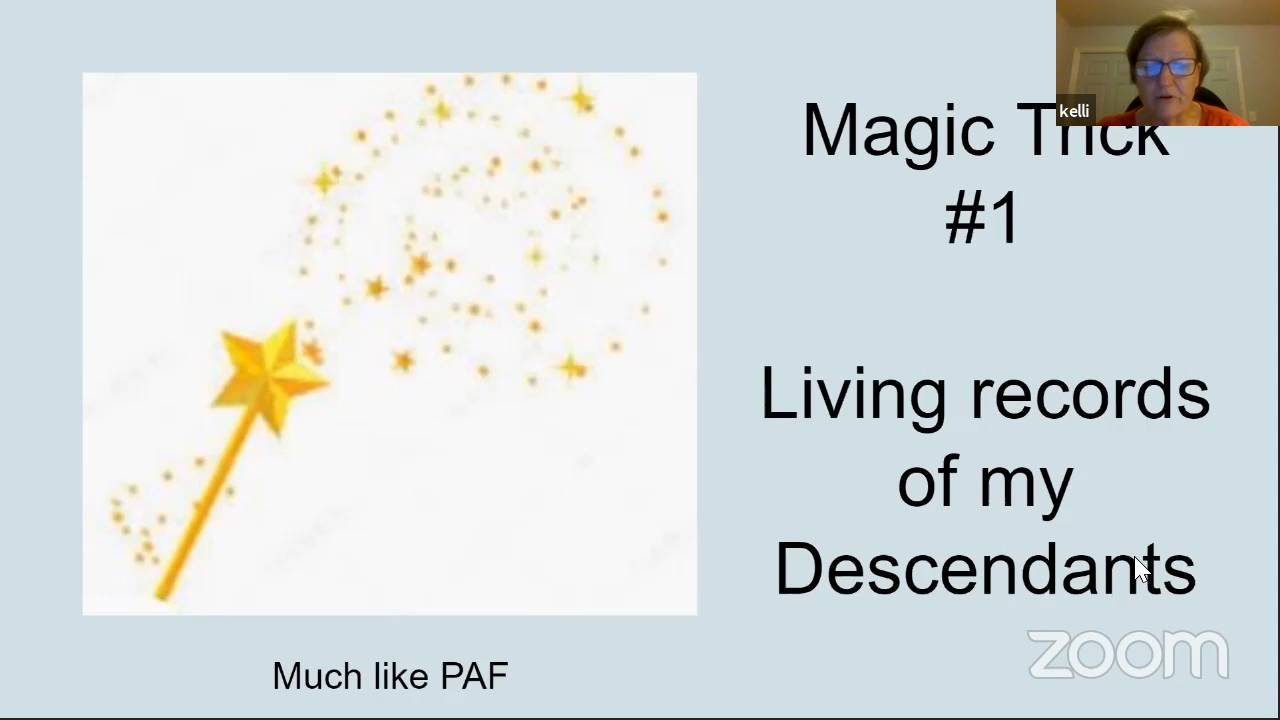 Magic Trick
#1
Living records
of my
Descendants
Much like PAF
kelli
zoom